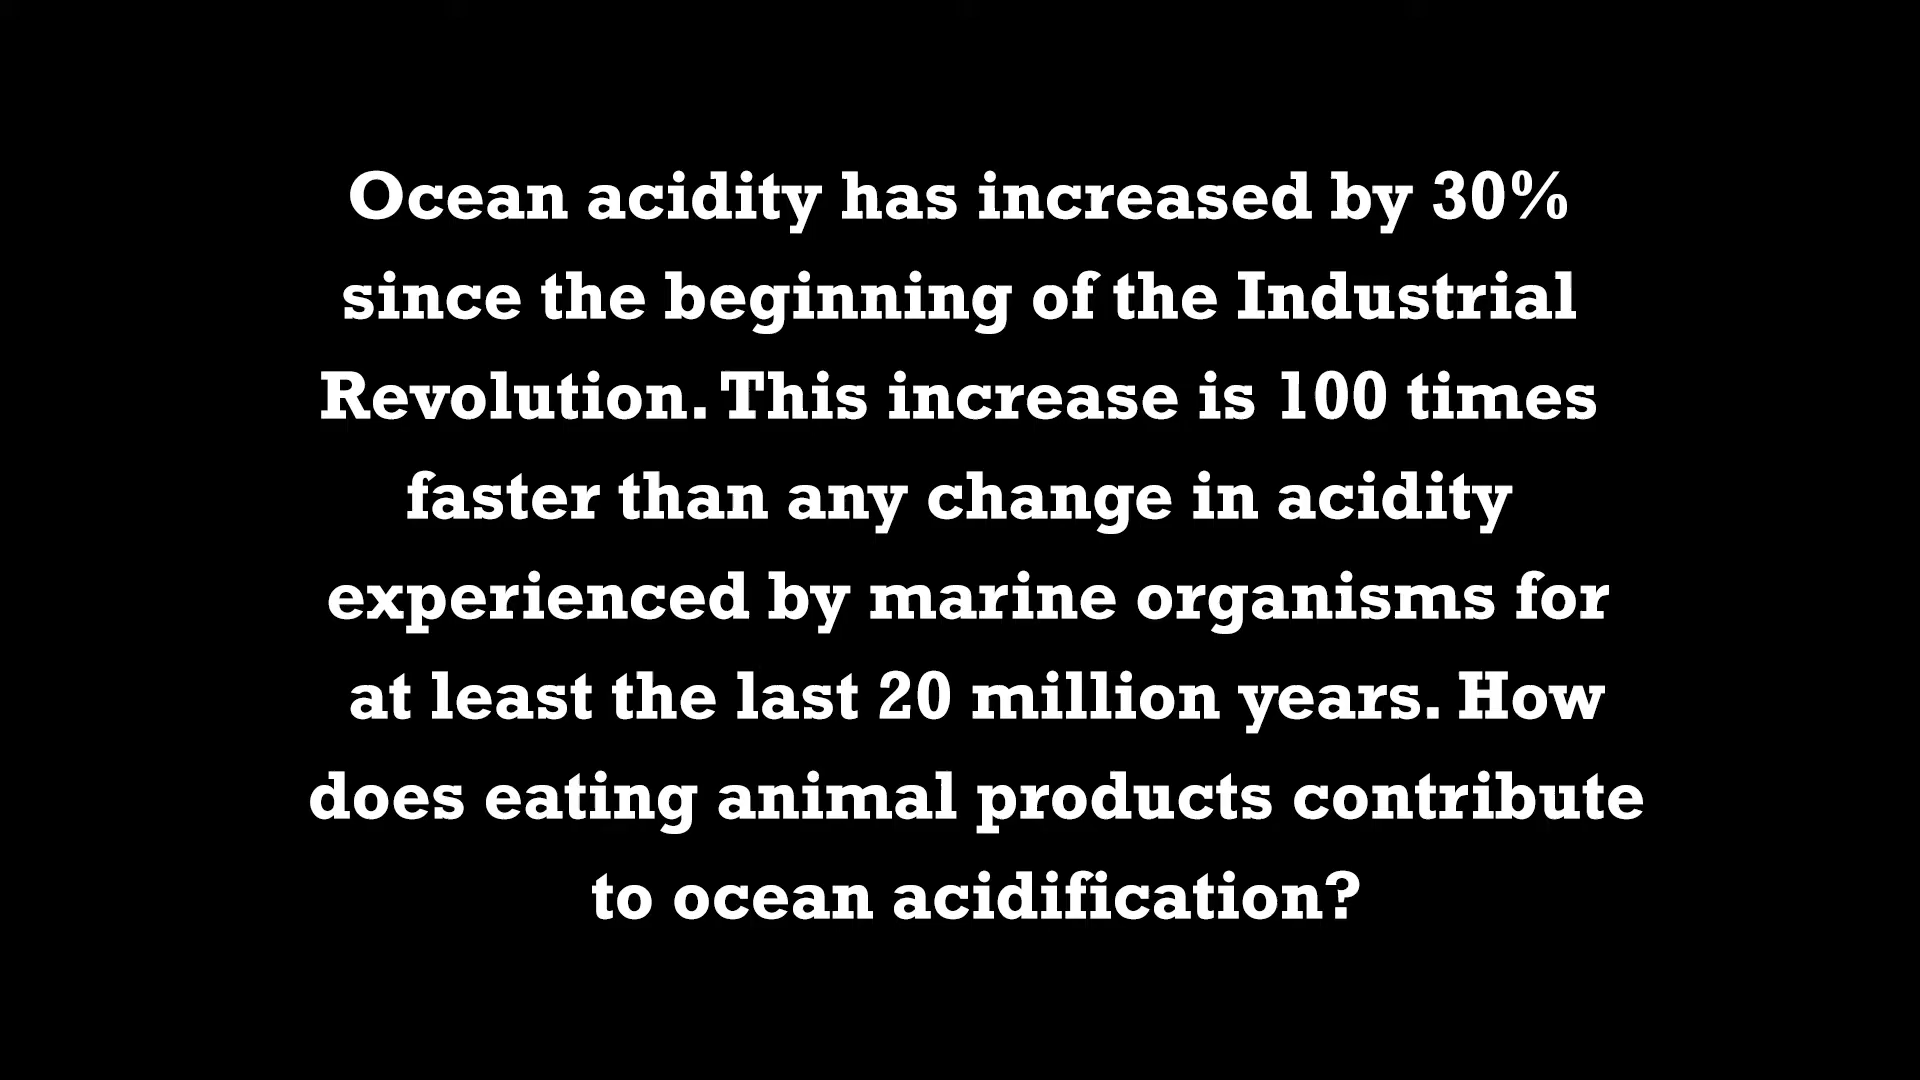 Ocean acidity has increased by 30%
since the beginning of the Industrial
Revolution. This increase is 100 times
faster than any change in acidity
experienced by marine organisms for
at least the last 20 million years. How
does eating animal products contribute
to ocean acidification?